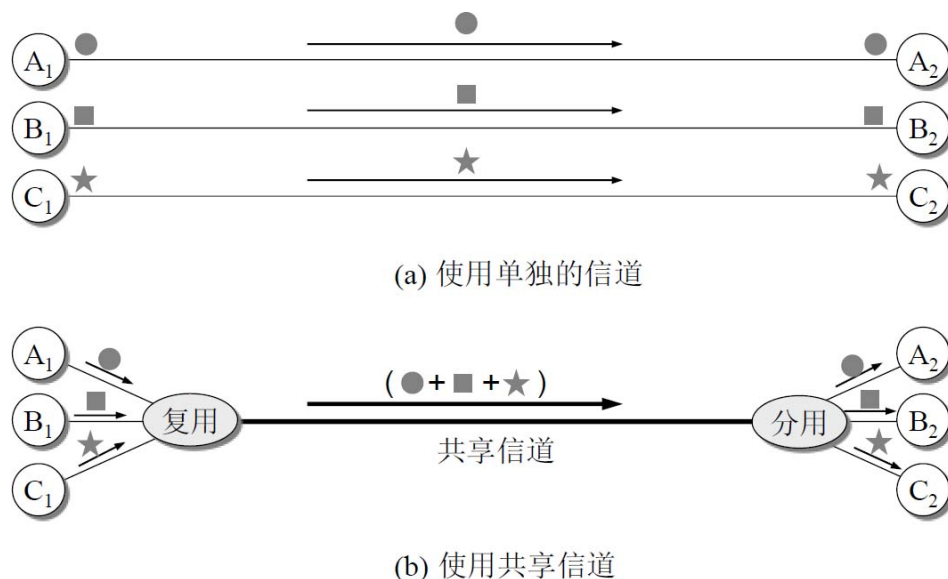 A₁ A₂
B₁ B₂
C₁ C₂
(a) 使用单独的信道
A₁ A₂
(●+■+★)
B₁ 复用 分用 B₂
共享信道
C₁ C₂
(b) 使用共享信道